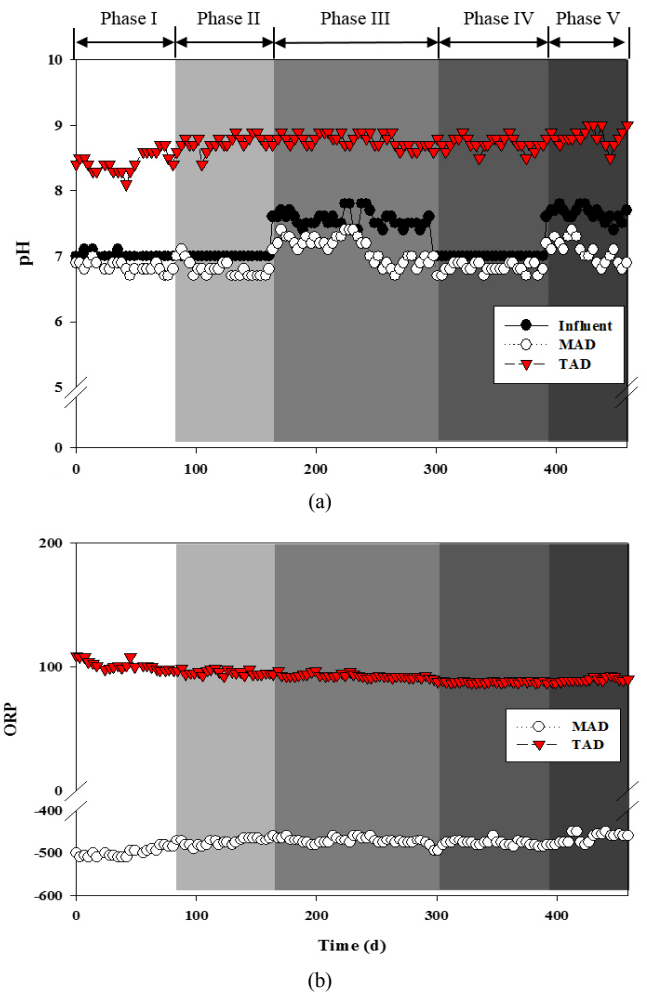 Phase I Phase II Phase III Phase IV Phase V
10
9
8
7
6
5
0
pH
Influent
MAD
TAD
0 100 200 300 400
(a)
200
100
0
-400
-500
-600
ORP
MAD
TAD
0 100 200 300 400
Time (d)
(b)